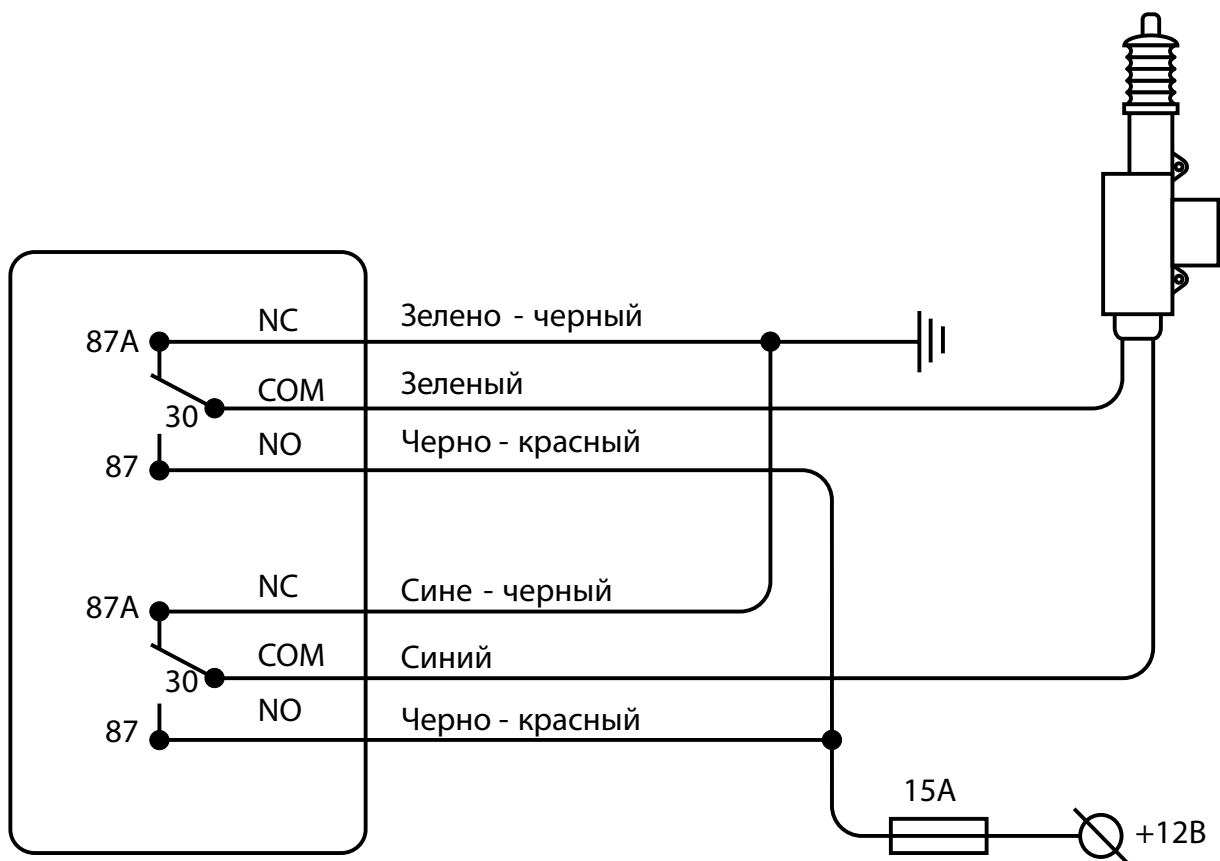 NC Зелено - черный
87A
COM Зеленый
30
NO Черно - красный
87
NC Сине - черный
87A
COM Синий
30
NO Черно - красный
87
15А
+12В